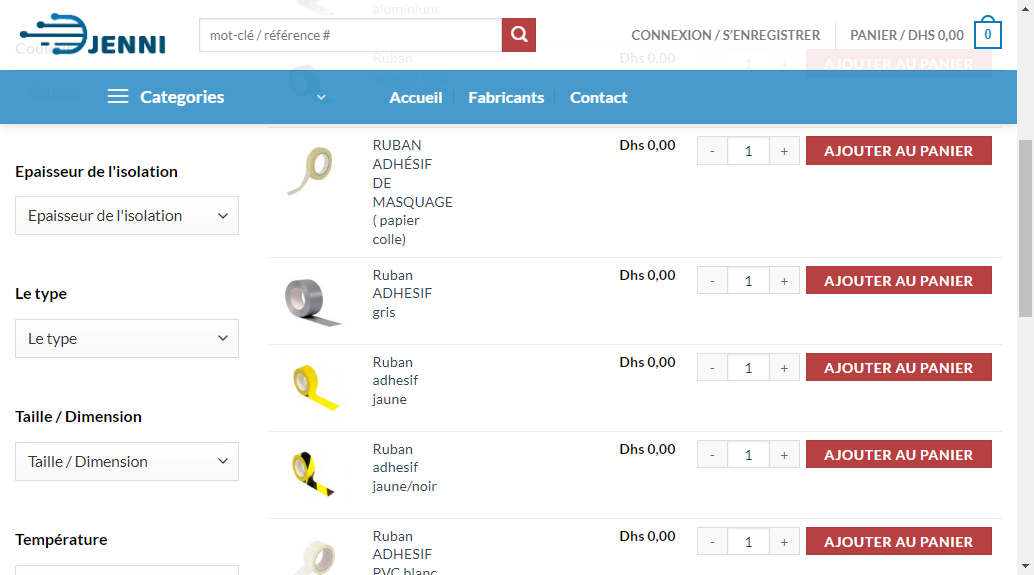 aluminium
JENNI
mot-clé / référence #
CONNEXION / S'ENREGISTRER
PANIER / DHS 0,00
0
Ruban
Dhs 0,00
- 1 +
AJOUTER AU PANIER
Categories
Accueil
Fabricants
Contact
Epaisseur de l'isolation
Epaisseur de l'isolation
Le type
Le type
Taille / Dimension
Taille / Dimension
Température
RUBAN
ADHÉSIF
DE
MASQUAGE
( papier
colle)
Dhs 0,00
- 1 +
AJOUTER AU PANIER
Ruban
ADHESIF
gris
Dhs 0,00
- 1 +
AJOUTER AU PANIER
Ruban
adhesif
jaune
Dhs 0,00
- 1 +
AJOUTER AU PANIER
Ruban
adhesif
jaune/noir
Dhs 0,00
- 1 +
AJOUTER AU PANIER
Ruban
ADHESIF
PVC blanc
Dhs 0,00
- 1 +
AJOUTER AU PANIER